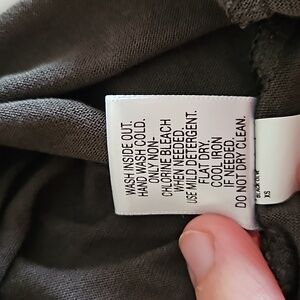 WASH INSIDE OUT.
HAND WASH COLD.
ONLY NON-
CHLORINE BLEACH
WHEN NEEDED.
USE MILD DETERGENT.
FLAT DRY.
COOL IRON
IF NEEDED.
DO NOT DRY CLEAN.
XS